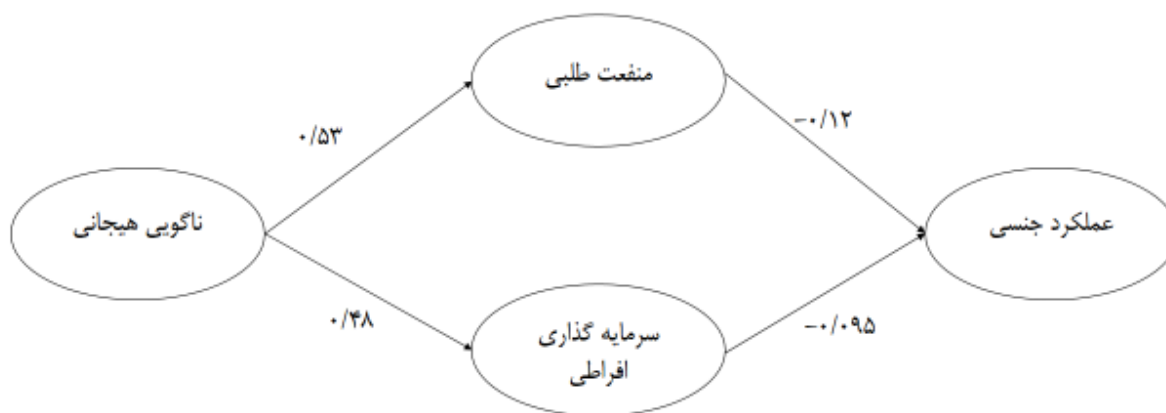 منفعت طلبی
۰/۵۳
-۰/۱۲
ناگویی هیجانی
عملکرد جنسی
۰/۴۸
-۰/۰۹۵
سرمایه گذاری
افراطی